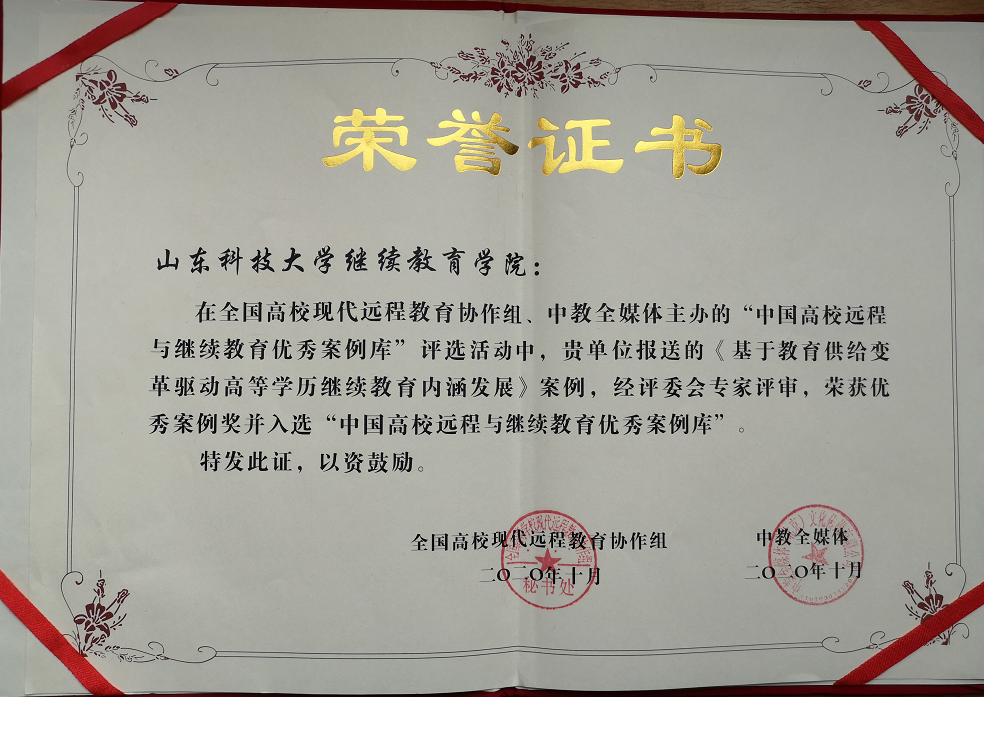 荣誉证书
山东科技大学继续教育学院：
在全国高校现代远程教育协作组、中教全媒体主办的“中国高校远程
与继续教育优秀案例库”评选活动中，贵单位报送的《基于教育供给变
革驱动高等学历继续教育内涵发展》案例，经评委会专家评审，荣获优
秀案例奖并入选“中国高校远程与继续教育优秀案例库”。
特发此证，以资鼓励。
全国高校现代远程教育协作组 中教全媒体
二〇二〇年十月 二〇二〇年十月
秘书处